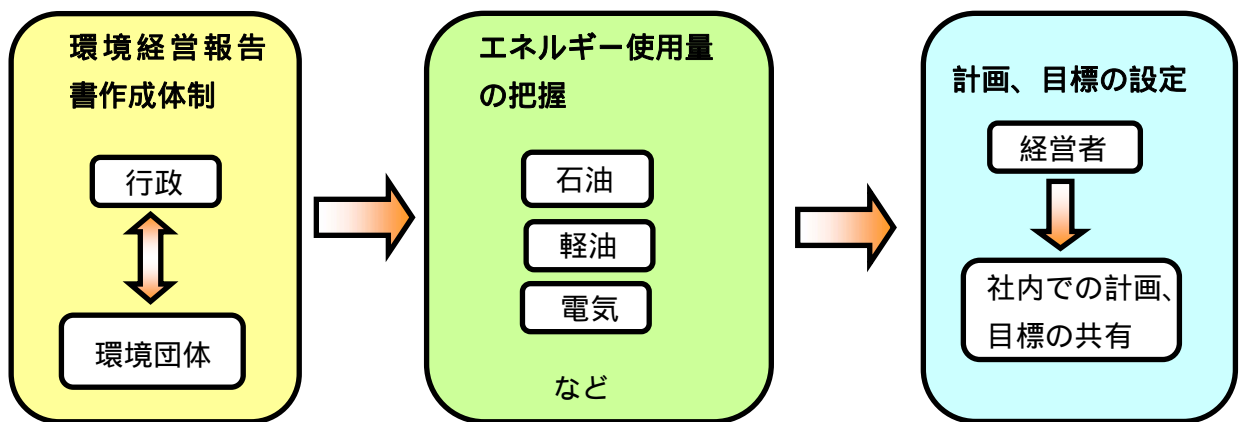 環境経営報告
書作成体制
行政
環境団体
エネルギー使用量
の把握
石油
軽油
電気
など
計画、目標の設定
経営者
社内での計画、
目標の共有